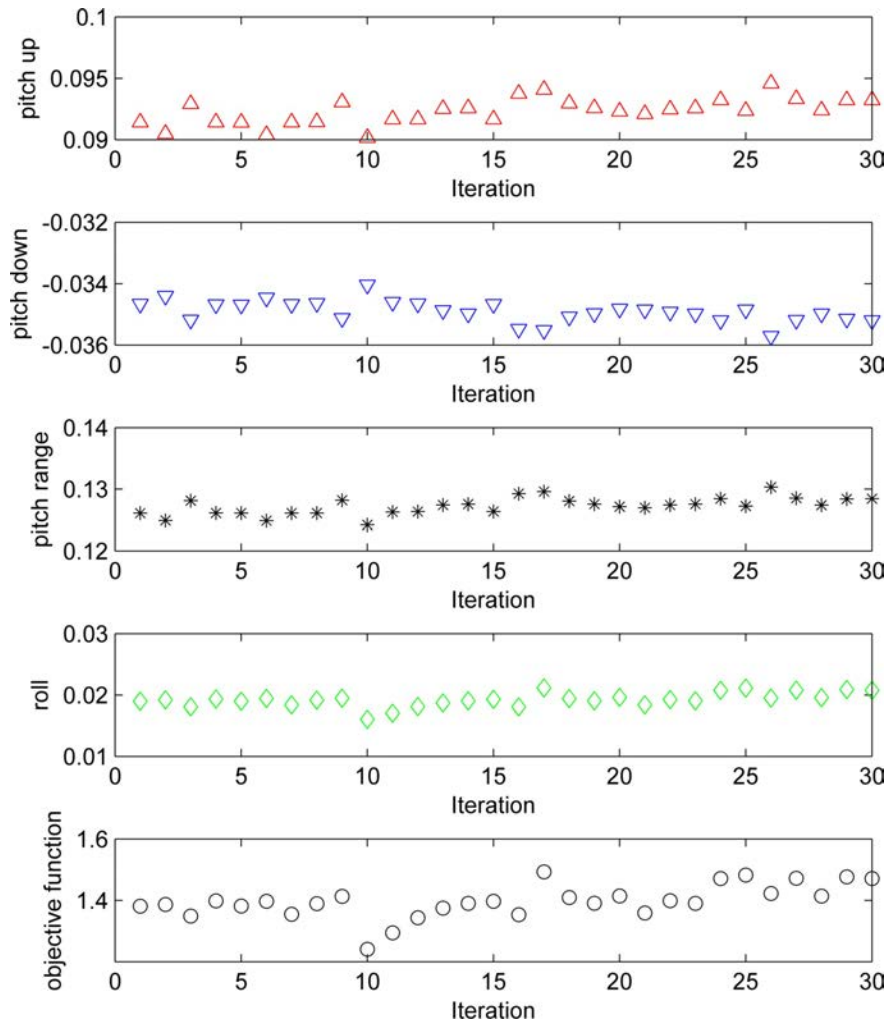 pitch up
0.1
0.095
0.09
0 5 10 15 20 25 30
Iteration
pitch down
-0.032
-0.034
-0.036
0 5 10 15 20 25 30
Iteration
pitch range
0.14
0.13
0.12
0 5 10 15 20 25 30
Iteration
roll
0.03
0.02
0.01
0 5 10 15 20 25 30
Iteration
objective function
1.6
1.4
0 5 10 15 20 25 30
Iteration